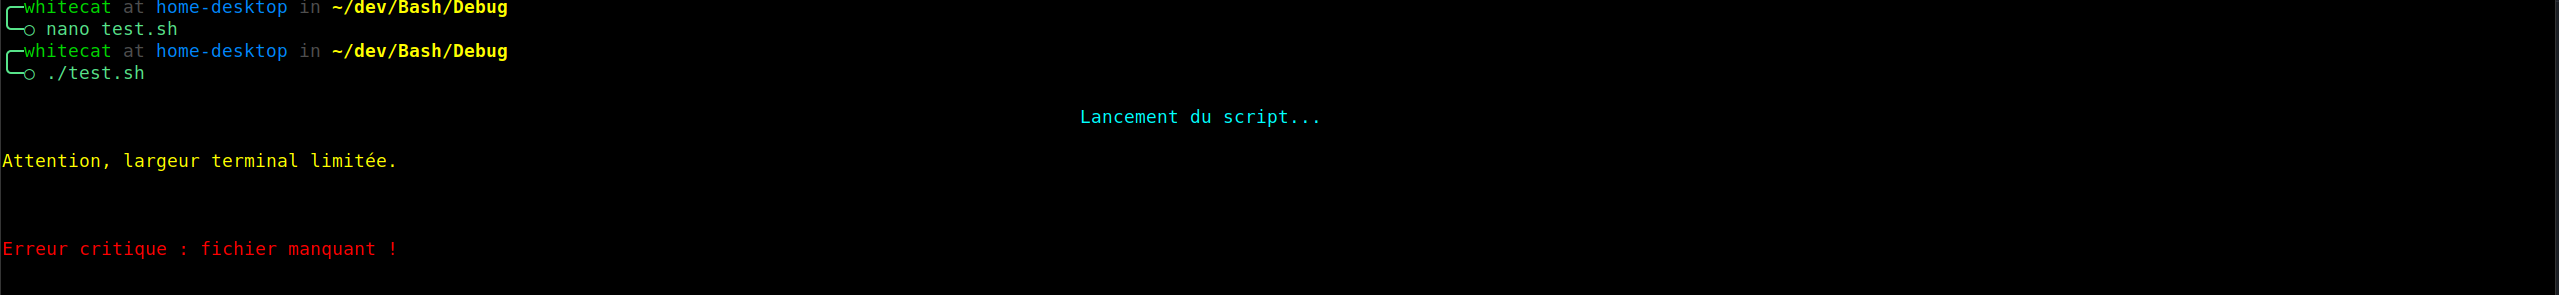 whitecat at home-desktop in ~/dev/Bash/Debug
○ nano test.sh
whitecat at home-desktop in ~/dev/Bash/Debug
○ ./test.sh
Lancement du script...
Attention, largeur terminal limitée.
Erreur critique : fichier manquant !